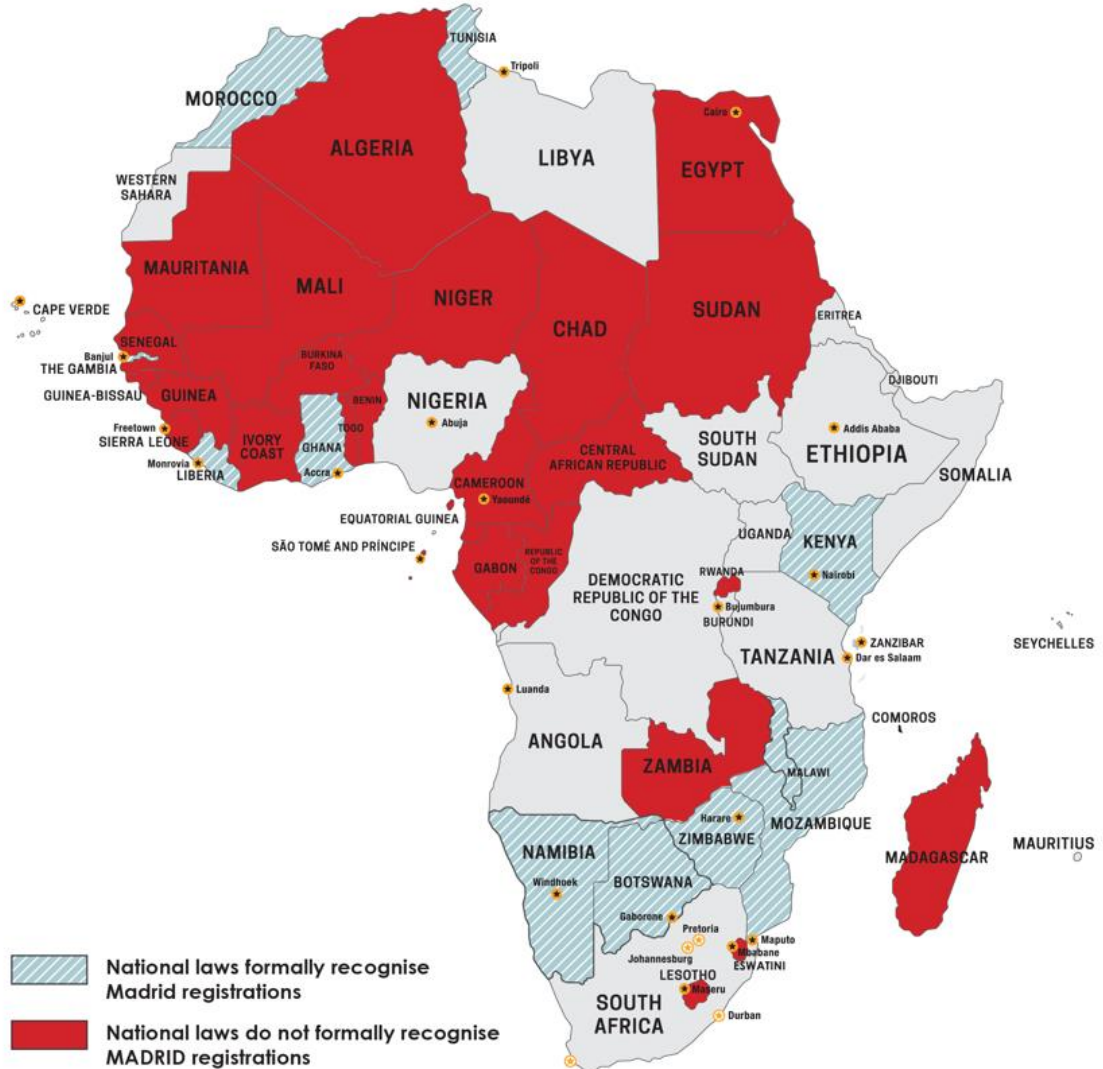 TUNISIA
Tripoli
MOROCCO
Cairo
ALGERIA
LIBYA
EGYPT
WESTERN
SAHARA
MAURITANIA
MALI
NIGER
SUDAN
CAPE VERDE
CHAD
ERITREA
SENEGAL
Banjul
THE GAMBIA
BURKINA
FASO
DJIBOUTI
GUINEA-BISSAU
GUINEA
BENIN
NIGERIA
Abuja
Freetown
SIERRA LEONE
IVORY
COAST
GHANA
TOGO
SOUTH
SUDAN
Addis Ababa
ETHIOPIA
Monrovia
LIBERIA
Accra
CENTRAL
AFRICAN REPUBLIC
SOMALIA
CAMEROON
Yaoundé
EQUATORIAL GUINEA
UGANDA
KENYA
SÃO TOMÉ AND PRÍNCIPE
GABON
REPUBLIC
OF THE
CONGO
DEMOCRATIC
REPUBLIC OF THE
CONGO
RWANDA
Nairobi
Bujumbura
BURUNDI
TANZANIA
ZANZIBAR
Dar es Salaam
SEYCHELLES
Luanda
COMOROS
ANGOLA
ZAMBIA
MALAWI
Harare
ZIMBABWE
MOZAMBIQUE
NAMIBIA
MADAGASCAR
MAURITIUS
Windhoek
BOTSWANA
Gaborone
Pretoria
Johannesburg
Maputo
Mbabane
ESWATINI
LESOTHO
Maseru
SOUTH
AFRICA
Durban
National laws formally recognise
Madrid registrations
National laws do not formally recognise
MADRID registrations